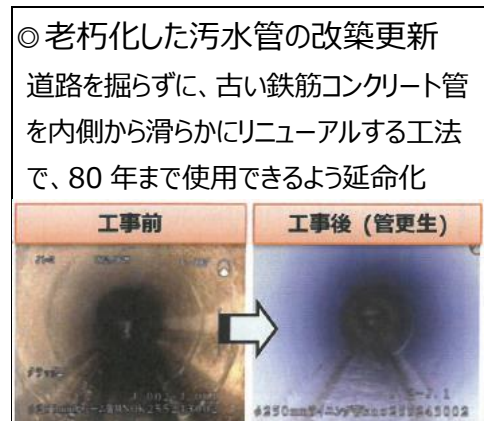 ◎老朽化した汚水管の改築更新
道路を掘らずに、古い鉄筋コンクリート管
を内側から滑らかにリニューアルする工法
で、80 年まで使用できるよう延命化
工事前
工事後 (管更生)